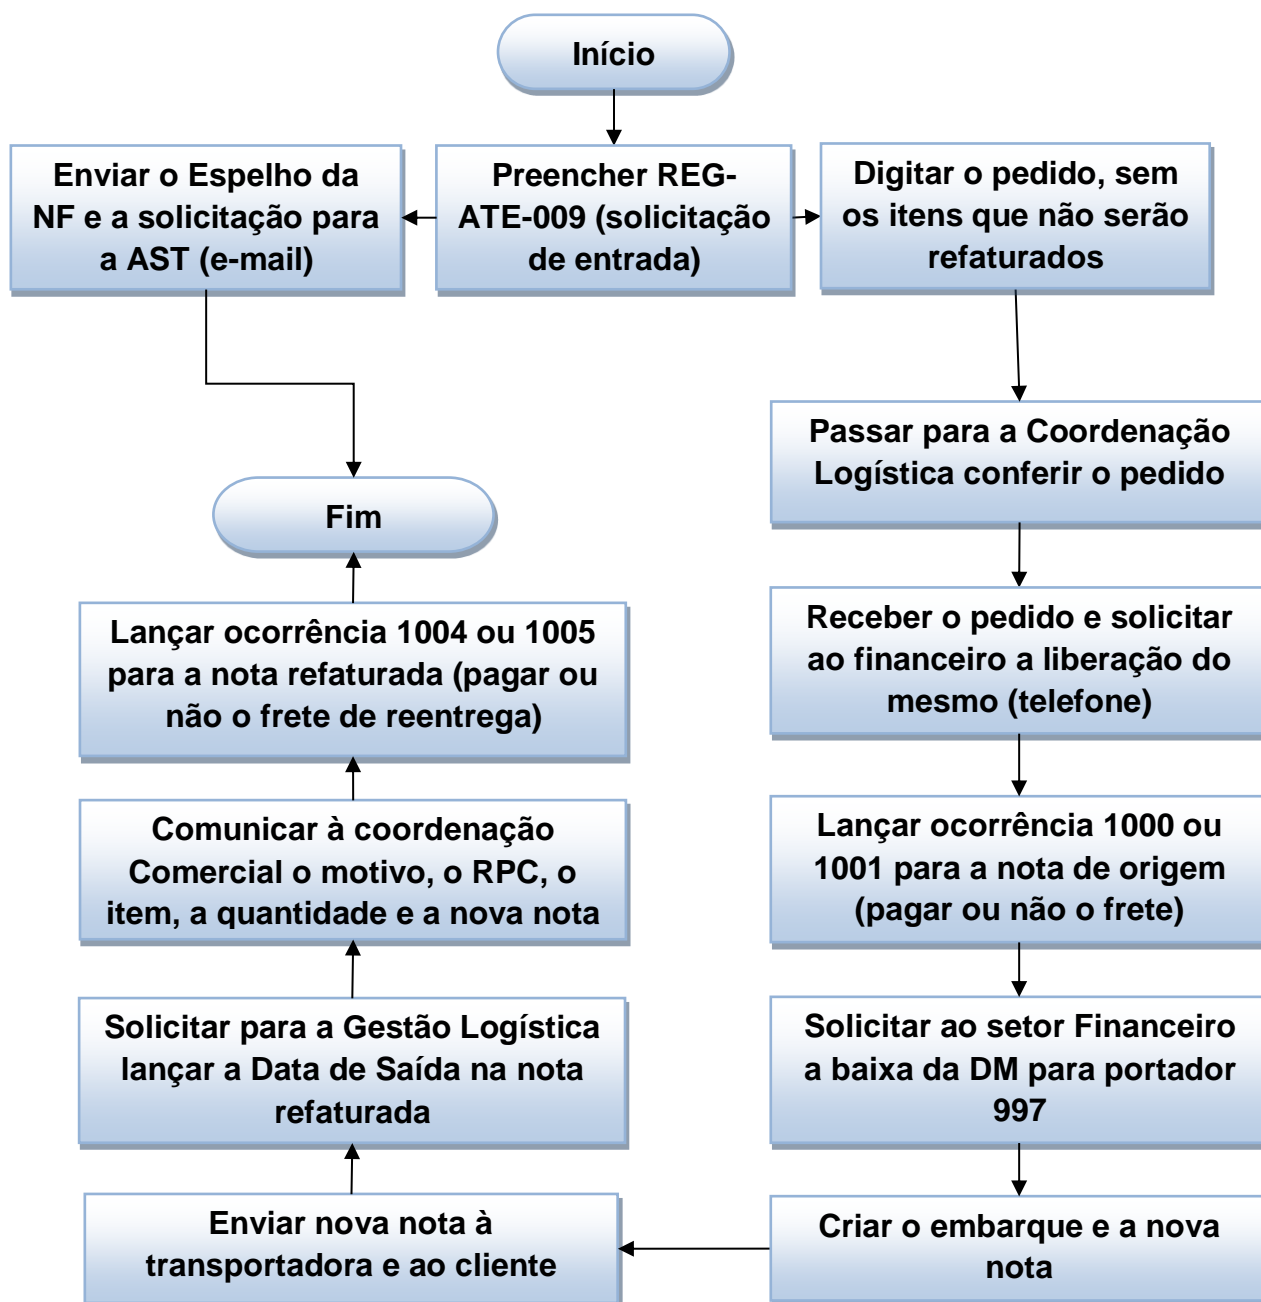 Início
Preencher REG-
ATE-009 (solicitação
de entrada)
Enviar o Espelho da
NF e a solicitação para
a AST (e-mail)
Digitar o pedido, sem
os itens que não serão
refaturados
Passar para a Coordenação
Logística conferir o pedido
Receber o pedido e solicitar
ao financeiro a liberação do
mesmo (telefone)
Lançar ocorrência 1000 ou
1001 para a nota de origem
(pagar ou não o frete)
Solicitar ao setor Financeiro
a baixa da DM para portador
997
Criar o embarque e a nova
nota
Enviar nova nota à
transportadora e ao cliente
Solicitar para a Gestão Logística
lançar a Data de Saída na nota
refaturada
Comunicar à coordenação
Comercial o motivo, o RPC, o
item, a quantidade e a nova nota
Lançar ocorrência 1004 ou 1005
para a nota refaturada (pagar ou
não o frete de reentrega)
Fim